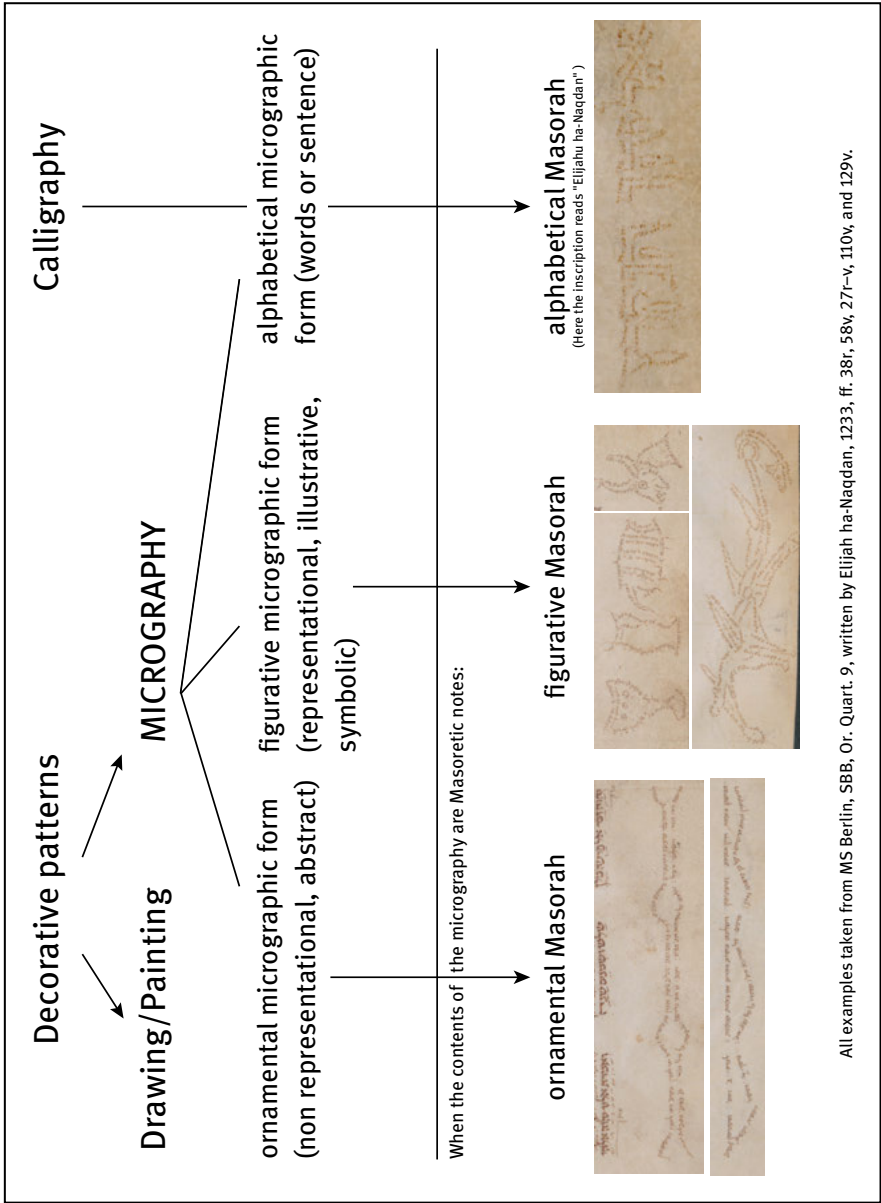 Decorative patterns
Calligraphy
Drawing/Painting
MICROGRAPHY
ornamental micrographic form
(non representational, abstract)
figurative micrographic form
(representational, illustrative,
symbolic)
alphabetical micrographic
form (words or sentence)
When the contents of the micrography are Masoretic notes:
ornamental Masorah
figurative Masorah
alphabetical Masorah
(Here the inscription reads "Elijahu ha-Naqdan")
All examples taken from MS Berlin, SBB, Or. Quart. 9, written by Elijah ha-Naqdan, 1233, ff. 38r, 58v, 27r–v, 110v, and 129v.